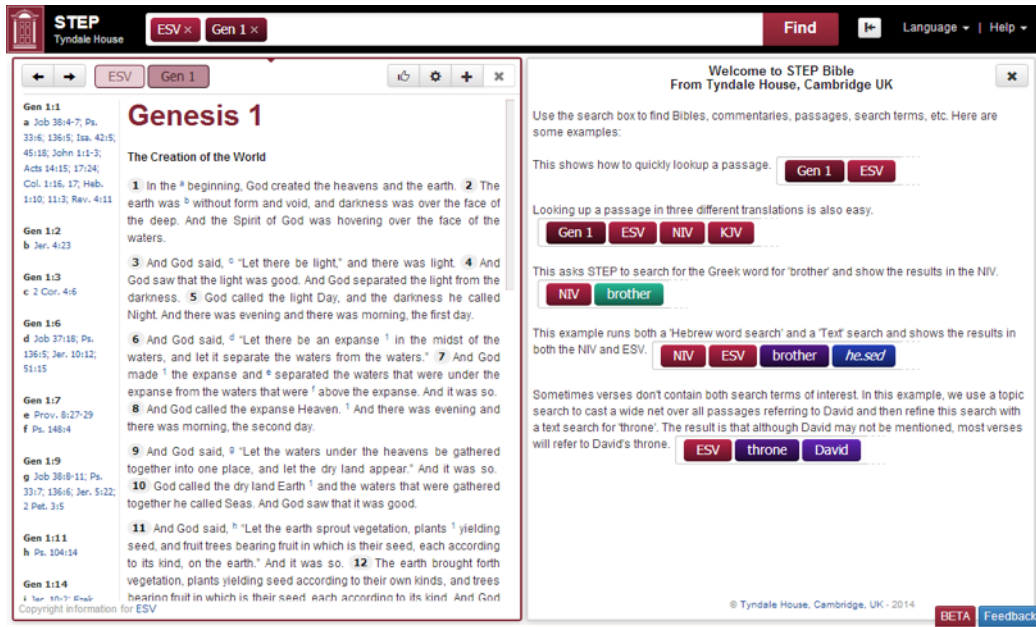 STEP
Tyndale House
ESV × Gen 1 ×
Find
Language | Help
ESV Gen 1
Gen 1:1
a Job 38:4-7; Ps.
33:6; 136:5; Isa. 42:5;
45:18; John 1:1-3;
Acts 14:15; 17:24;
Col. 1:16, 17; Heb.
1:10; 11:3; Rev. 4:11
Gen 1:2
b Jer. 4:23
Gen 1:3
c 2 Cor. 4:6
Gen 1:6
d Job 37:18; Ps.
136:5; Jer. 10:12;
51:15
Gen 1:7
e Prov. 8:27-29
f Ps. 148:4
Gen 1:9
g Job 38:8-11; Ps.
33:7; 136:6; Jer. 5:22;
2 Pet. 3:5
Gen 1:11
h Ps. 104:14
Gen 1:14
Genesis 1
The Creation of the World
1 In the a beginning, God created the heavens and the earth. 2 The
earth was b without form and void, and darkness was over the face of
the deep. And the Spirit of God was hovering over the face of the
waters.
3 And God said, c “Let there be light,” and there was light. 4 And
God saw that the light was good. And God separated the light from the
darkness. 5 God called the light Day, and the darkness he called
Night. And there was evening and there was morning, the first day.
6 And God said, d “Let there be an expanse 1 in the midst of the
waters, and let it separate the waters from the waters.” 7 And God
made 1 the expanse and e separated the waters that were under the
expanse from the waters that were f above the expanse. And it was so.
8 And God called the expanse Heaven. 1 And there was evening and
there was morning, the second day.
9 And God said, g “Let the waters under the heavens be gathered
together into one place, and let the dry land appear.” And it was so.
10 God called the dry land Earth 1 and the waters that were gathered
together he called Seas. And God saw that it was good.
11 And God said, h “Let the earth sprout vegetation, plants 1 yielding
seed, and fruit trees bearing fruit in which is their seed, each according
to its kind, on the earth.” And it was so. 12 The earth brought forth
vegetation, plants yielding seed according to their own kinds, and trees
bearing fruit in which is their seed, each according to its kind. And God
Copyright information for ESV
Welcome to STEP Bible
From Tyndale House, Cambridge UK
Use the search box to find Bibles, commentaries, passages, search terms, etc. Here are
some examples:
This shows how to quickly lookup a passage. Gen 1 ESV
Looking up a passage in three different translations is also easy.
Gen 1 ESV NIV KJV
This asks STEP to search for the Greek word for 'brother' and show the results in the NIV.
NIV brother
This example runs both a 'Hebrew word search' and a 'Text' search and shows the results in
both the NIV and ESV. NIV ESV brother he.sed
Sometimes verses don't contain both search terms of interest. In this example, we use a topic
search to cast a wide net over all passages referring to David and then refine this search with
a text search for 'throne'. The result is that although David may not be mentioned, most verses
will refer to David's throne. ESV throne David
© Tyndale House, Cambridge, UK - 2014
BETA Feedback